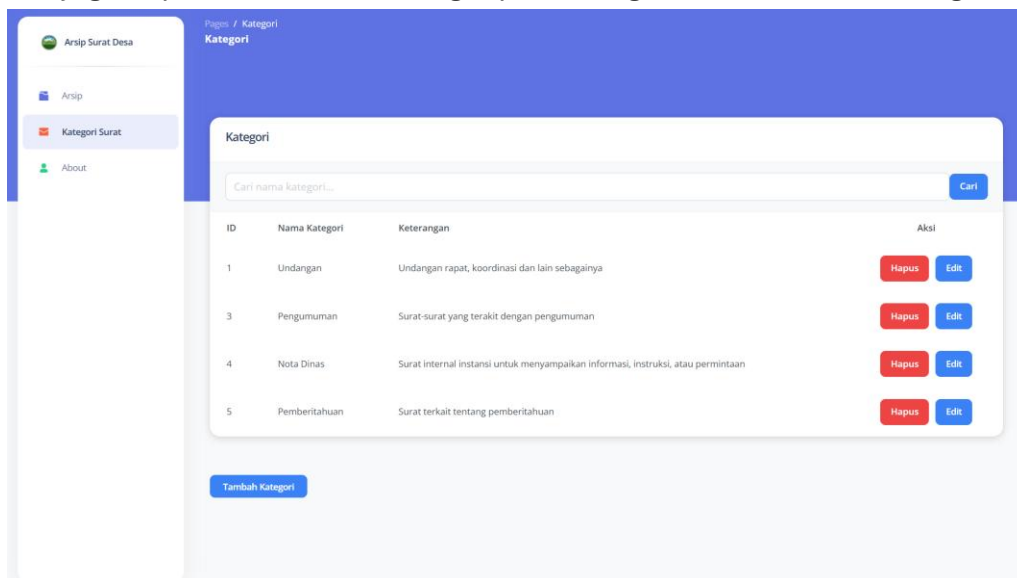 Arsip Surat Desa
Arsip
Kategori Surat
About
Pages / Kategori
Kategori
Kategori
Cari nama kategori...
Cari
ID Nama Kategori Keterangan Aksi
1 Undangan Undangan rapat, koordinasi dan lain sebagainya Hapus Edit
3 Pengumuman Surat-surat yang terakit dengan pengumuman Hapus Edit
4 Nota Dinas Surat internal instansi untuk menyampaikan informasi, instruksi, atau permintaan Hapus Edit
5 Pemberitahuan Surat terkait tentang pemberitahuan Hapus Edit
Tambah Kategori